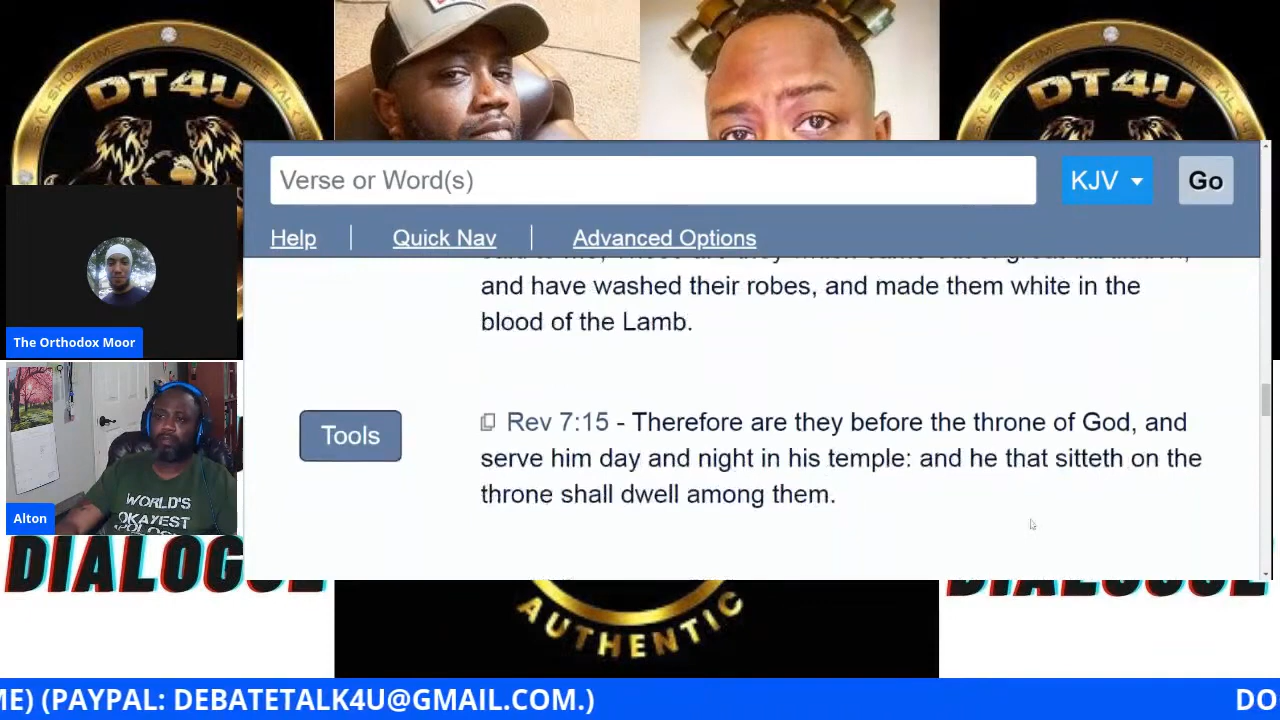 DT4U
DT4U
Verse or Word(s)
KJV
Go
Help
Quick Nav
Advanced Options
and have washed their robes, and made them white in the
blood of the Lamb.
Tools
Rev 7:15 - Therefore are they before the throne of God, and
serve him day and night in his temple: and he that sitteth on the
throne shall dwell among them.
The Orthodox Moor
WORLD'S
OKAYEST
Alton
AUTHENTIC
ME) (PAYPAL: DEBATETALK4U@GMAIL.COM.)
DO